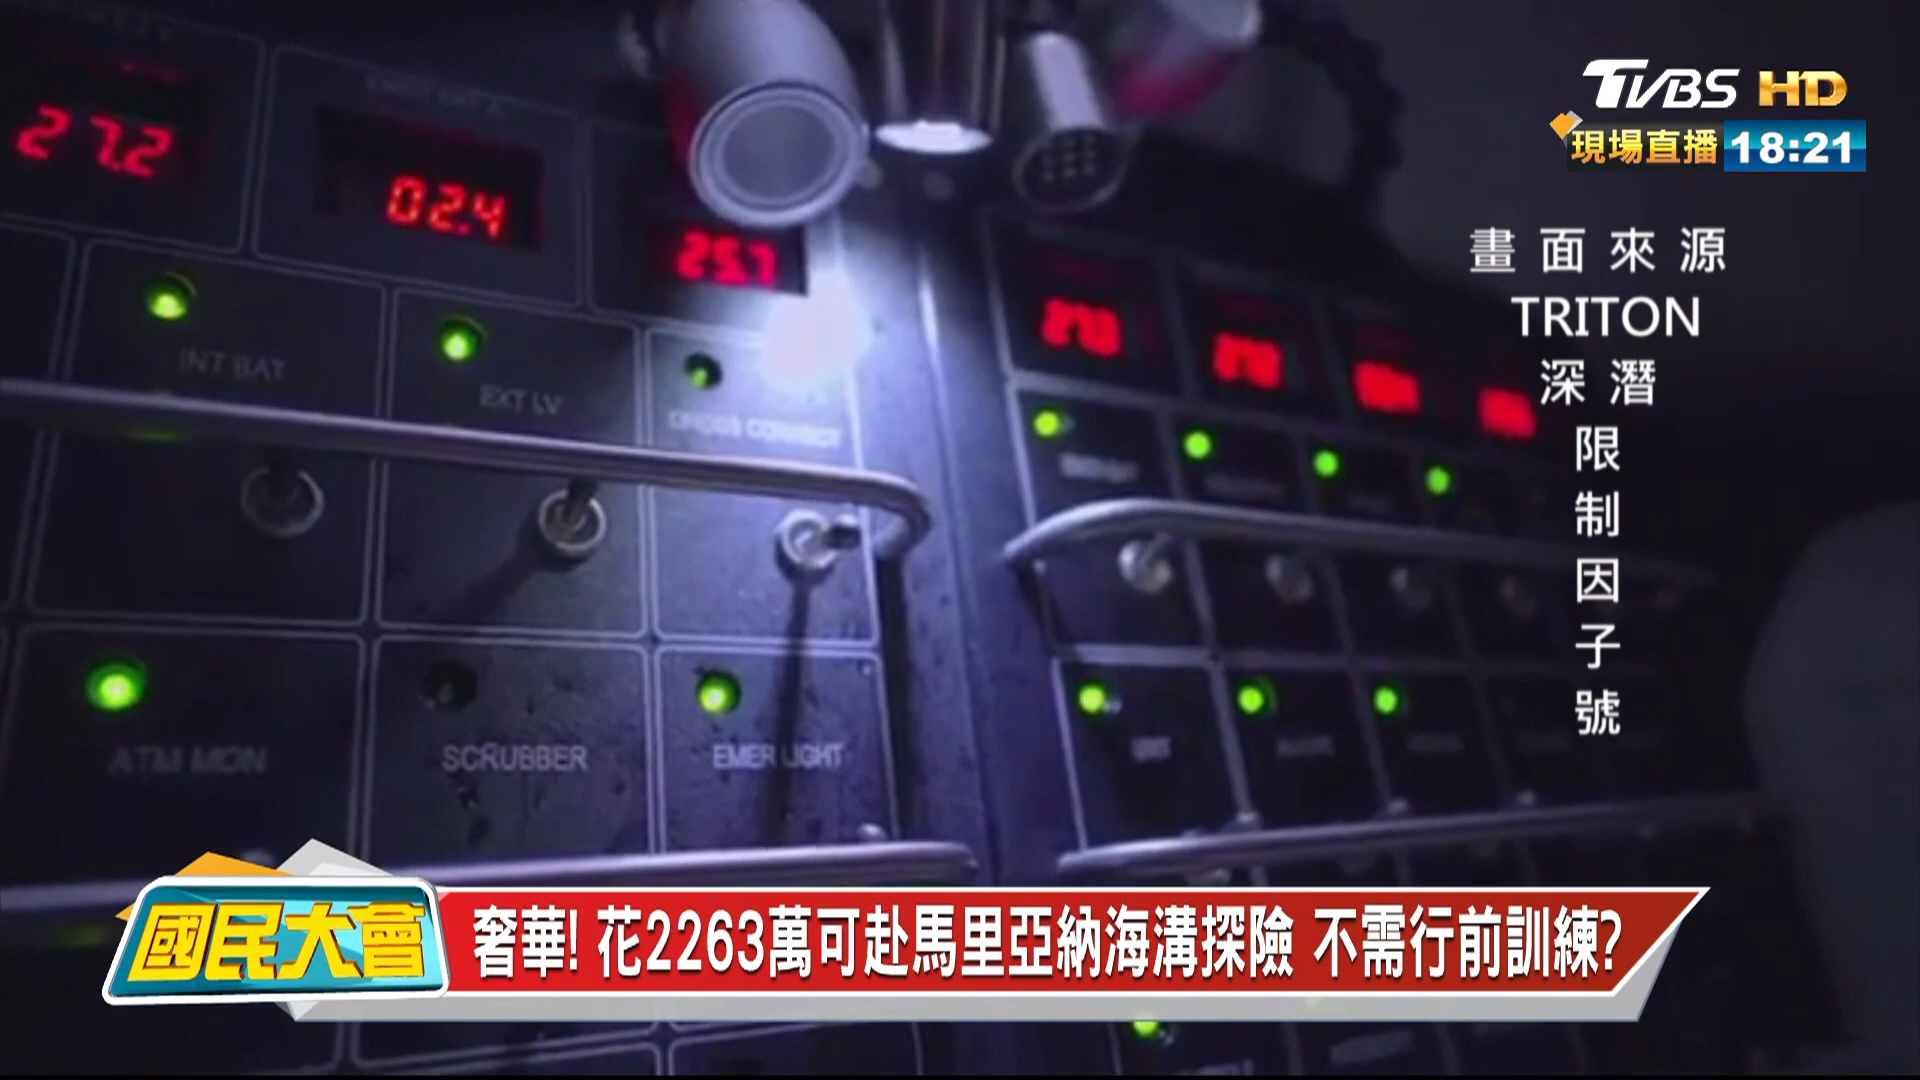 TVBS HD
現場直播 18:21
畫面來源
TRITON
深潛
限制因子號
27.2
02.4
25.7
INT BAT
EXT LV
CROSS CONNECT
ATM MON
SCRUBBER
EMER LIGHT
國民大會
奢華! 花2263萬可赴馬里亞納海溝探險 不需行前訓練?